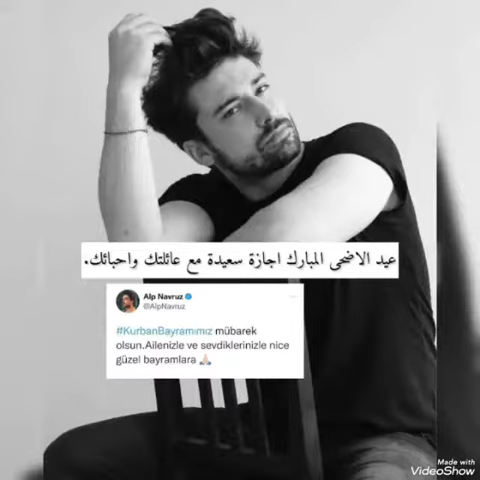 عيد الاضحى المبارك اجازة سعيدة مع عائلتك واحبائك.
Alp Navruz
@AlpNavruz
#KurbanBayramımız mübarek
olsun.Ailenizle ve sevdiklerinizle nice
güzel bayramlara 🙏🏻
Made with
VideoShow